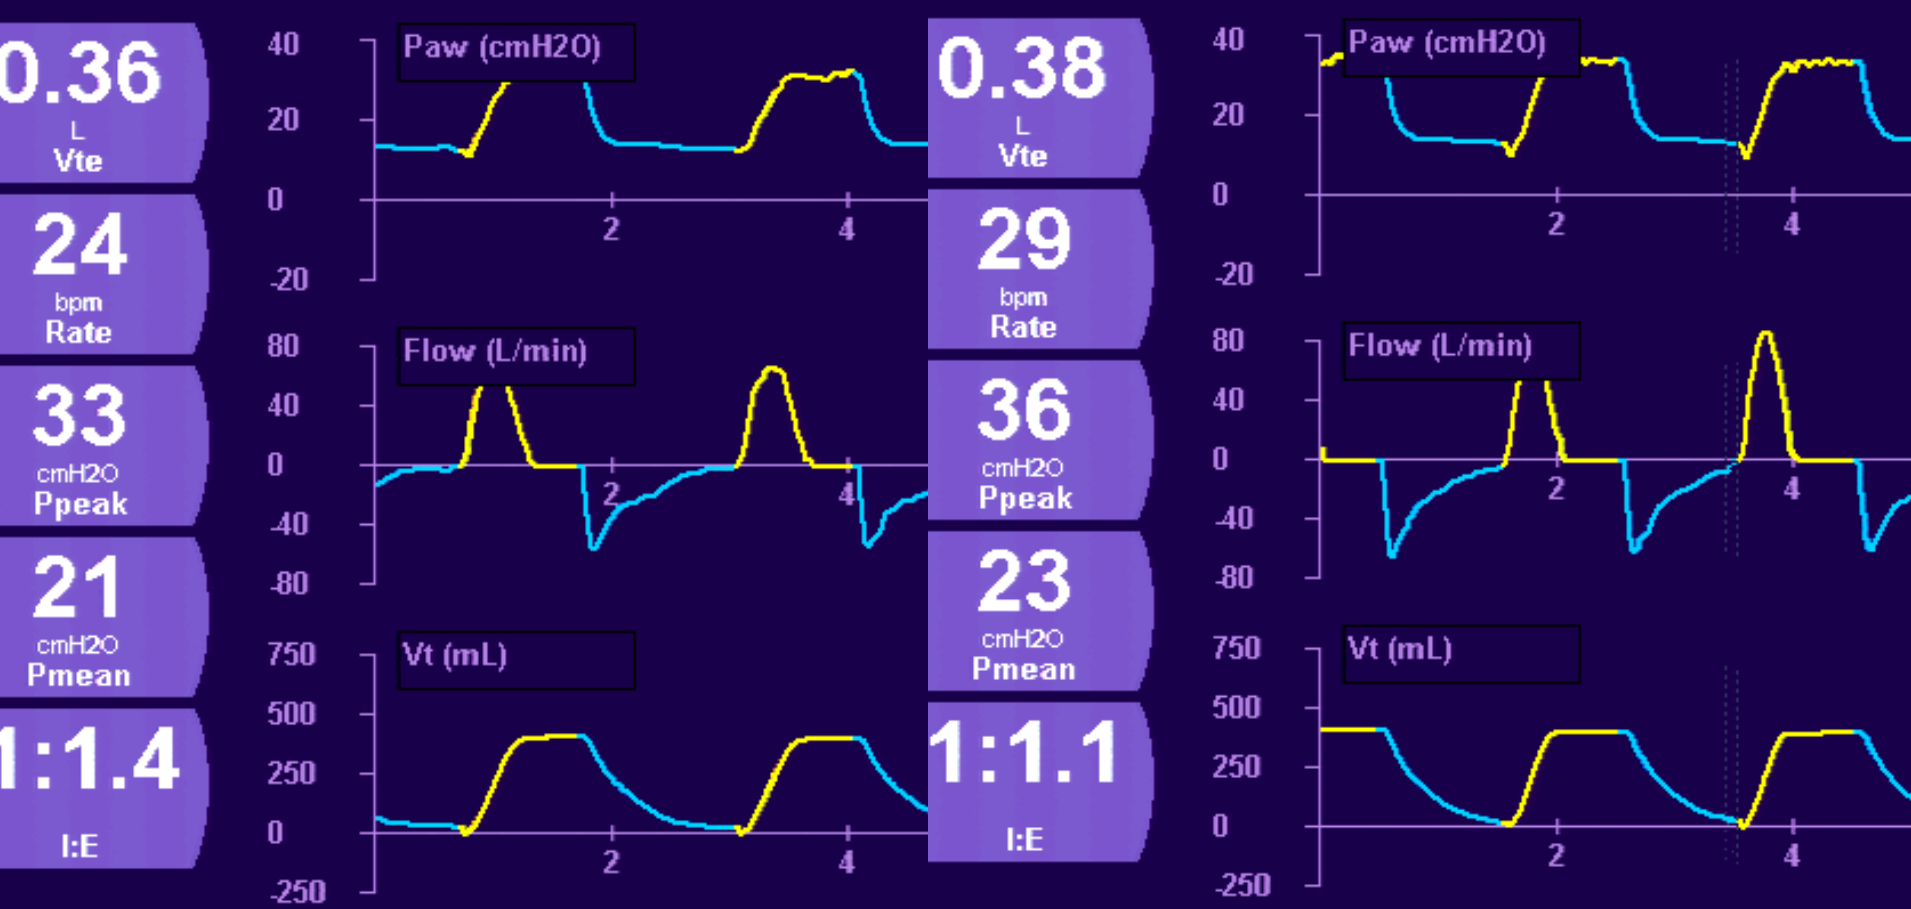 0.36
L
Vte
24
bpm
Rate
33
cmH2O
Ppeak
21
cmH2O
Pmean
1:1.4
I:E
Paw (cmH2O)
40
20
0
-20
2
4
Flow (L/min)
80
40
0
-40
-80
2
4
Vt (mL)
750
500
250
0
-250
2
4
0.38
L
Vte
29
bpm
Rate
36
cmH2O
Ppeak
23
cmH2O
Pmean
1:1.1
I:E
Paw (cmH2O)
40
20
0
-20
2
4
Flow (L/min)
80
40
0
-40
-80
2
4
Vt (mL)
750
500
250
0
-250
2
4